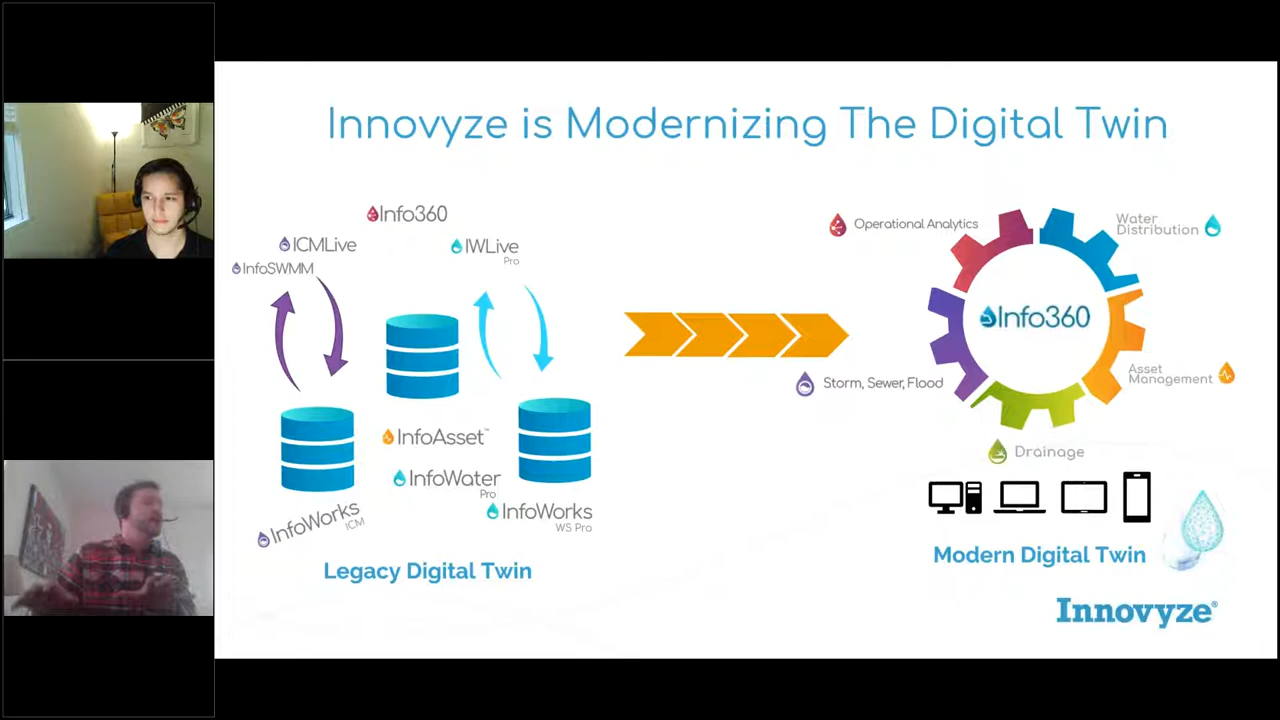 Innovyze is Modernizing The Digital Twin
Info360
ICMLive
IWLive
Pro
InfoSWMM
InfoAsset™
InfoWater
Pro
InfoWorks
ICM
InfoWorks
WS Pro
Legacy Digital Twin
Operational Analytics
Water
Distribution
Info360
Storm, Sewer, Flood
Asset
Management
Drainage
Modern Digital Twin
Innovyze®